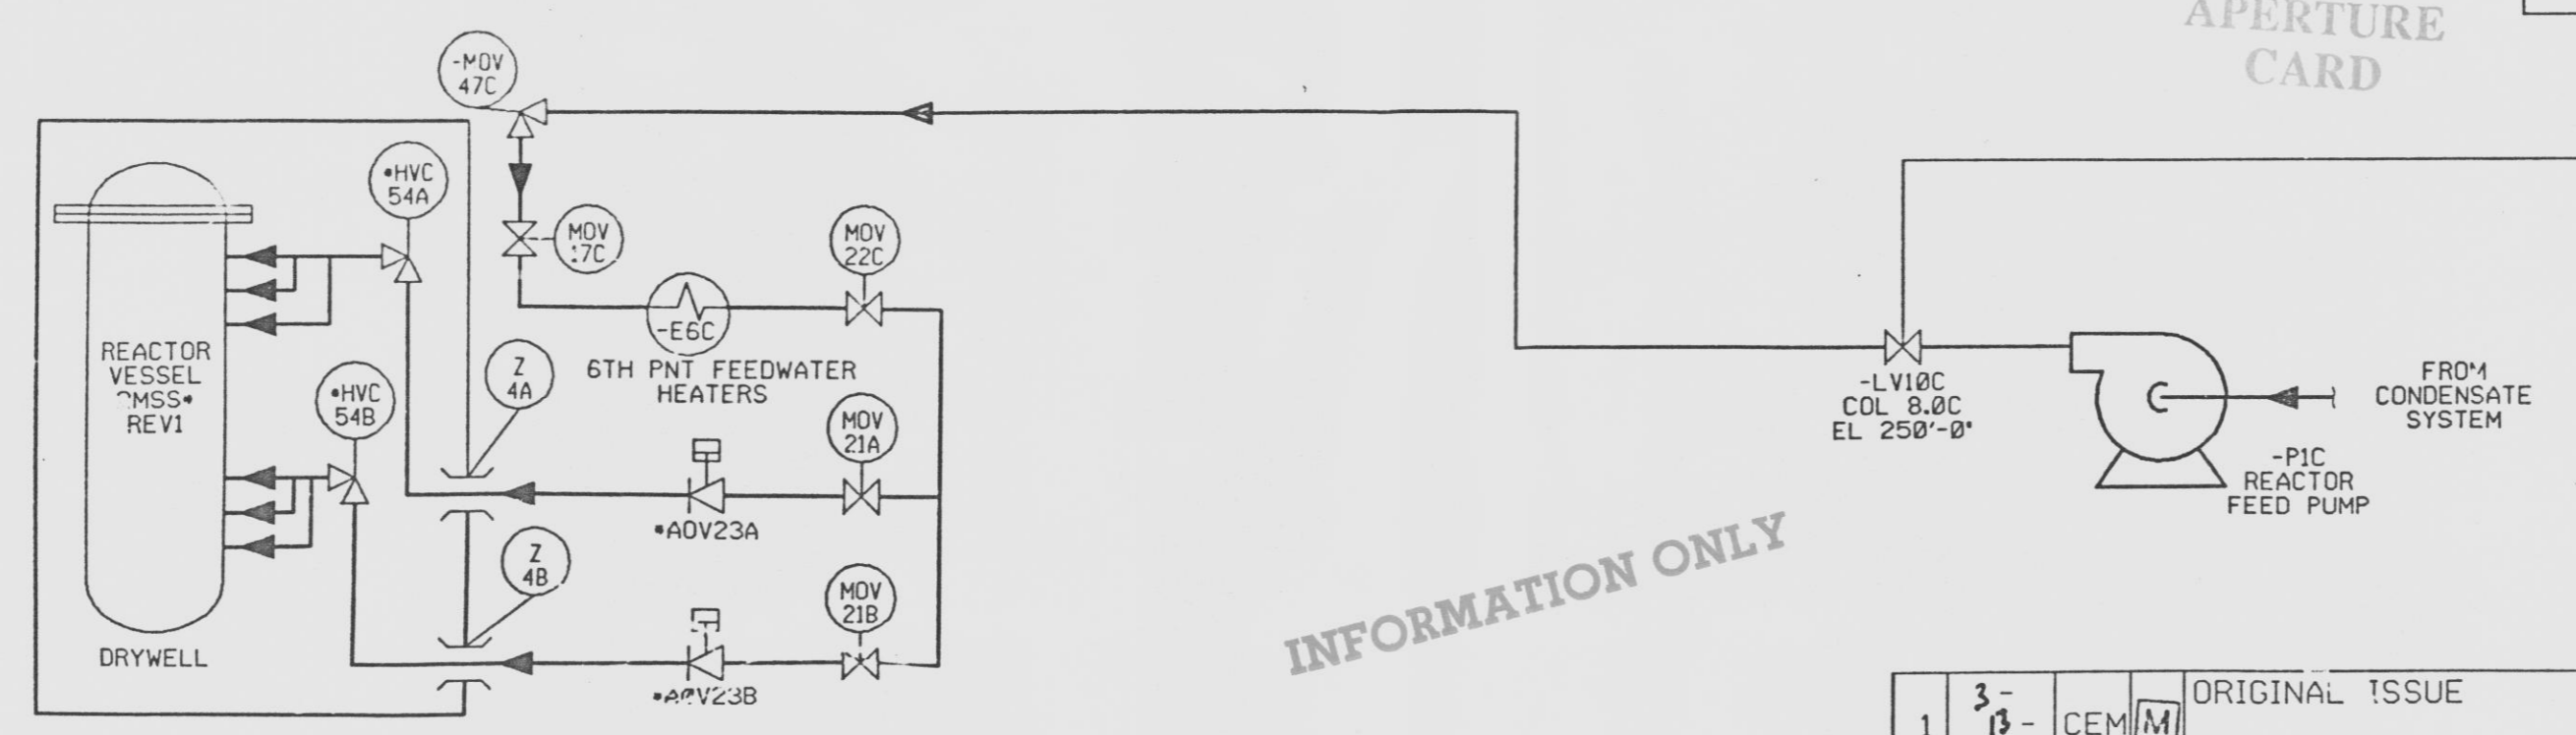 APERTURE
CARD
-MOV
47C
*HVC
54A
MOV
17C
MOV
22C
-E6C
6TH PNT FEEDWATER
HEATERS
Z
4A
REACTOR
VESSEL
2MSS*
REV1
*HVC
54B
MOV
21A
*AOV23A
Z
4B
MOV
21B
*AOV23B
DRYWELL
-LV10C
COL 8.0C
EL 250'-0"
FROM
CONDENSATE
SYSTEM
-P1C
REACTOR
FEED PUMP
INFORMATION ONLY
1
3-
13-
CEM
M
ORIGINAL ISSUE